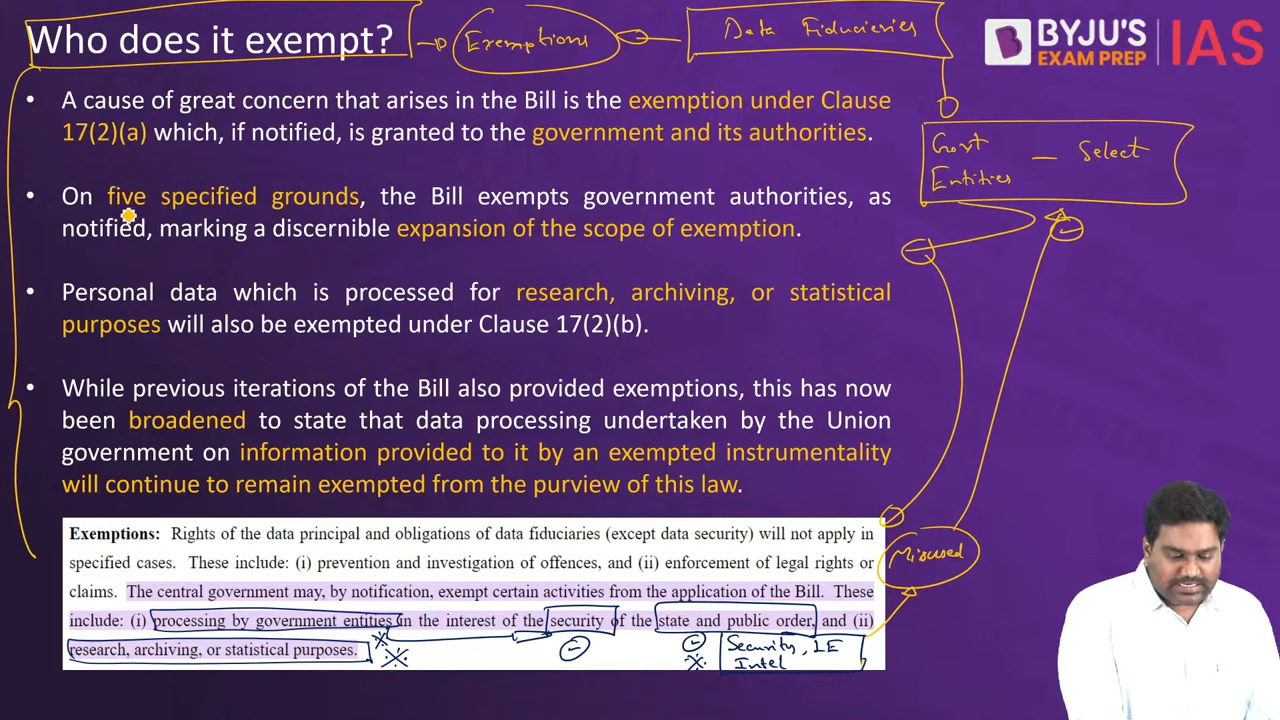 Who does it exempt?
Exemptions
Data Fiduciaries
BYJU'S
EXAM PREP
IAS
• A cause of great concern that arises in the Bill is the exemption under Clause
17(2)(a) which, if notified, is granted to the government and its authorities.
Govt
Entities — Select
• On five specified grounds, the Bill exempts government authorities, as
notified, marking a discernible expansion of the scope of exemption.
• Personal data which is processed for research, archiving, or statistical
purposes will also be exempted under Clause 17(2)(b).
• While previous iterations of the Bill also provided exemptions, this has now
been broadened to state that data processing undertaken by the Union
government on information provided to it by an exempted instrumentality
will continue to remain exempted from the purview of this law.
Exemptions: Rights of the data principal and obligations of data fiduciaries (except data security) will not apply in
specified cases. These include: (i) prevention and investigation of offences, and (ii) enforcement of legal rights or
claims. The central government may, by notification, exempt certain activities from the application of the Bill. These
include: (i) processing by government entities in the interest of the security of the state and public order, and (ii)
research, archiving, or statistical purposes.
Misused
Security, LE
Intel